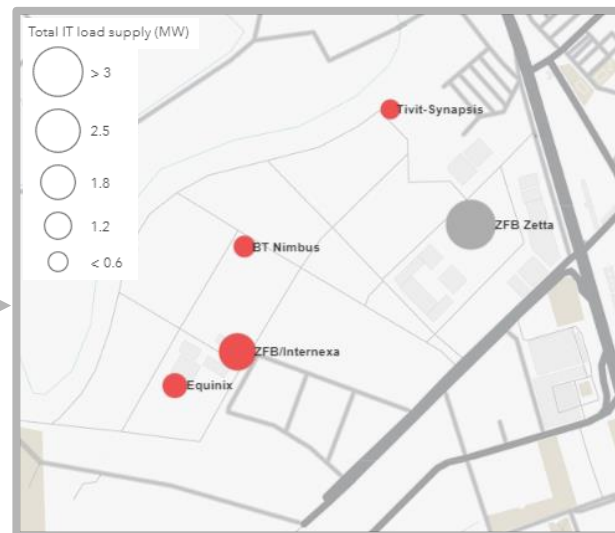 Total IT load supply (MW)
> 3
2.5
1.8
1.2
< 0.6
Tivit-Synapsis
ZFB Zetta
BT Nimbus
ZFB/Internexa
Equinix